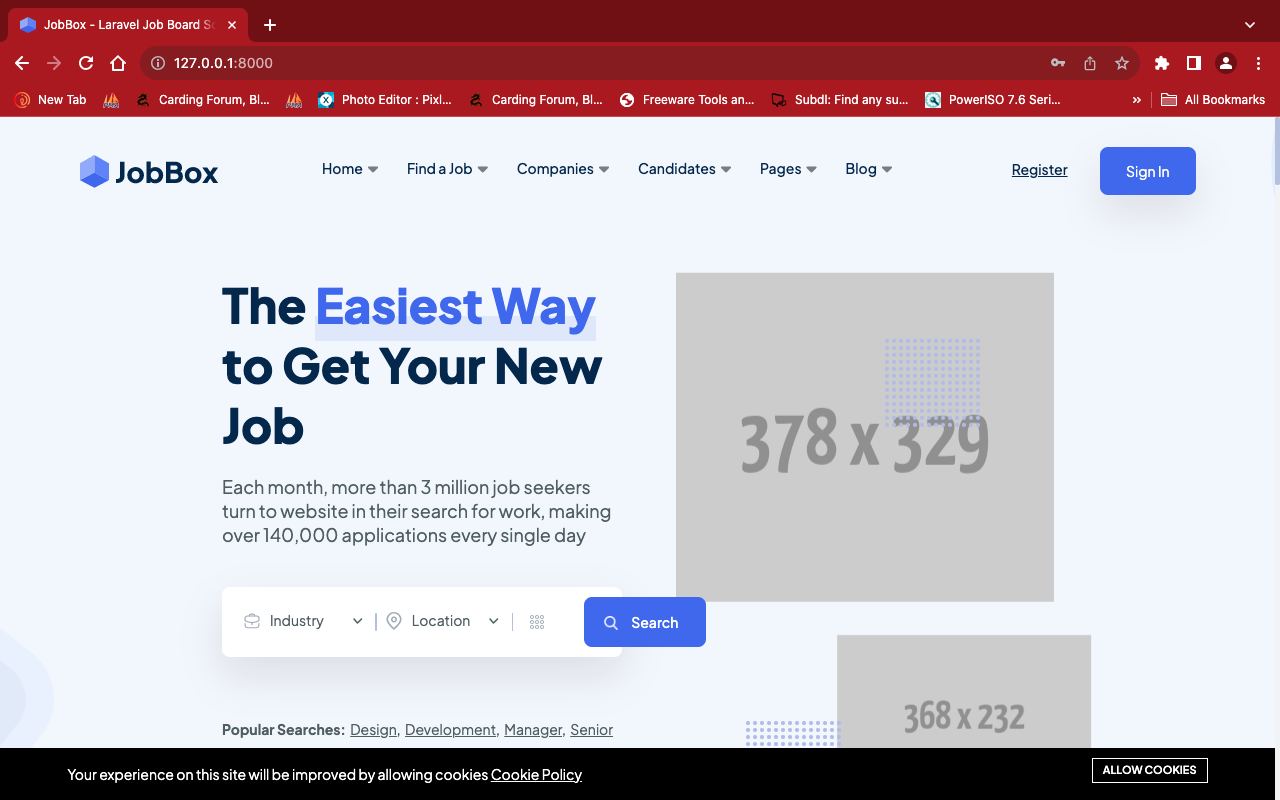 JobBox - Laravel Job Board Sc
127.0.0.1:8000
New Tab
Carding Forum, Bl...
Photo Editor : Pixl...
Carding Forum, Bl...
Freeware Tools an...
Subdl: Find any su...
PowerISO 7.6 Seri...
»
All Bookmarks
JobBox
Home
Find a Job
Companies
Candidates
Pages
Blog
Register
Sign In
The Easiest Way
to Get Your New
Job
Each month, more than 3 million job seekers
turn to website in their search for work, making
over 140,000 applications every single day
378 x 329
Industry
Location
Search
368 x 232
Popular Searches: Design, Development, Manager, Senior
Your experience on this site will be improved by allowing cookies Cookie Policy
ALLOW COOKIES